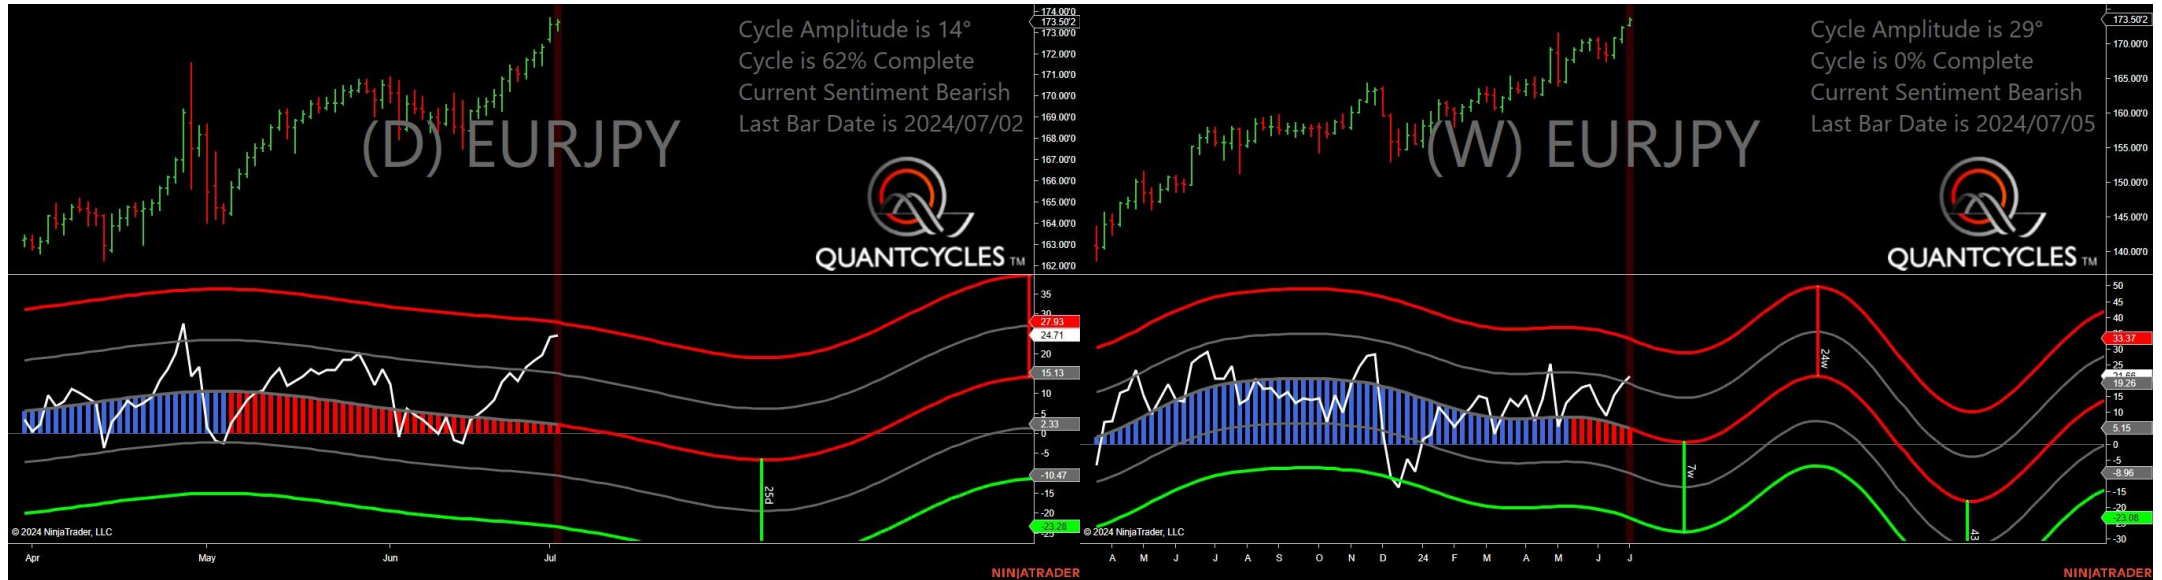 Cycle Amplitude is 14°
Cycle is 62% Complete
Current Sentiment Bearish
Last Bar Date is 2024/07/02
(D) EURJPY
QUANTCYCLES TM
174.00'0
173.50'2
173.00'0
172.00'0
171.00'0
170.00'0
169.00'0
168.00'0
167.00'0
166.00'0
165.00'0
164.00'0
163.00'0
162.00'0
35
30
27.93
24.71
20
15.13
10
5
2.33
0
-5
-10.47
-15
-20
-23.28
-25
25d
© 2024 NinjaTrader, LLC
Apr May Jun Jul
NINJATRADER
Cycle Amplitude is 29°
Cycle is 0% Complete
Current Sentiment Bearish
Last Bar Date is 2024/07/05
(W) EURJPY
QUANTCYCLES TM
173.50'2
170.00'0
165.00'0
160.00'0
155.00'0
150.00'0
145.00'0
140.00'0
50
45
40
33.37
30
25
19.26
15
10
5.15
0
-8.96
-15
-20
-23.08
-30
24w
7w
43
© 2024 NinjaTrader, LLC
A M J J A S O N D 24 F M A M J J
NINJATRADER